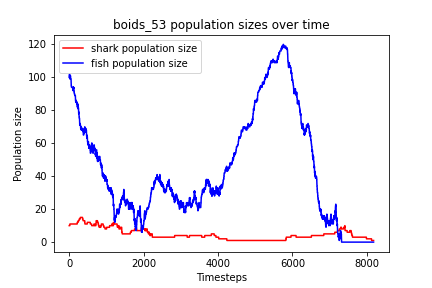 boids_53 population sizes over time
shark population size
fish population size
Population size
120
100
80
60
40
20
0
0 2000 4000 6000 8000
Timesteps